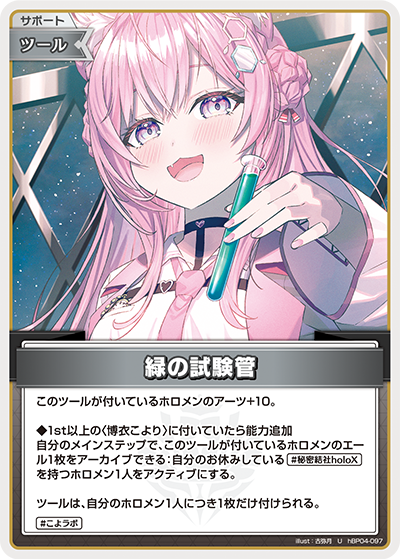 サポート
ツール
緑の試験管
このツールが付いているホロメンのアーツ+10。
◆1st以上の〈博衣こより〉に付いていたら能力追加
自分のメインステップで、このツールが付いているホロメンのエー
ル1枚をアーカイブできる：自分のお休みしている #秘密結社holoX
を持つホロメン1人をアクティブにする。
ツールは、自分のホロメン1人につき1枚だけ付けられる。
#こよラボ
illust：古弥月 U hBP04-097